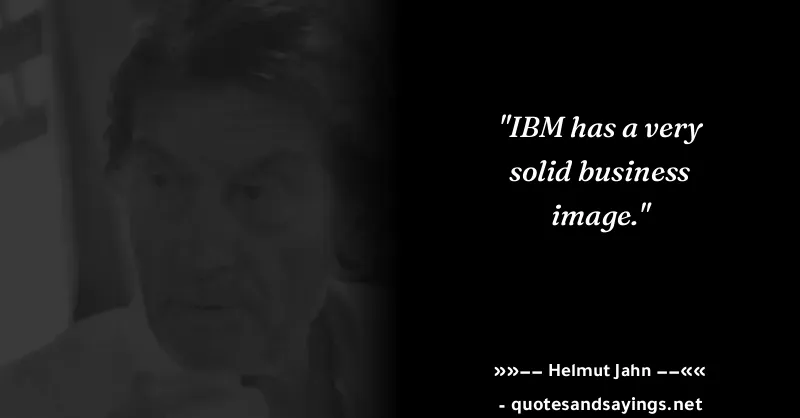 "IBM has a very
solid business
image."
»»−− Helmut Jahn −−««
- quotesandsayings.net